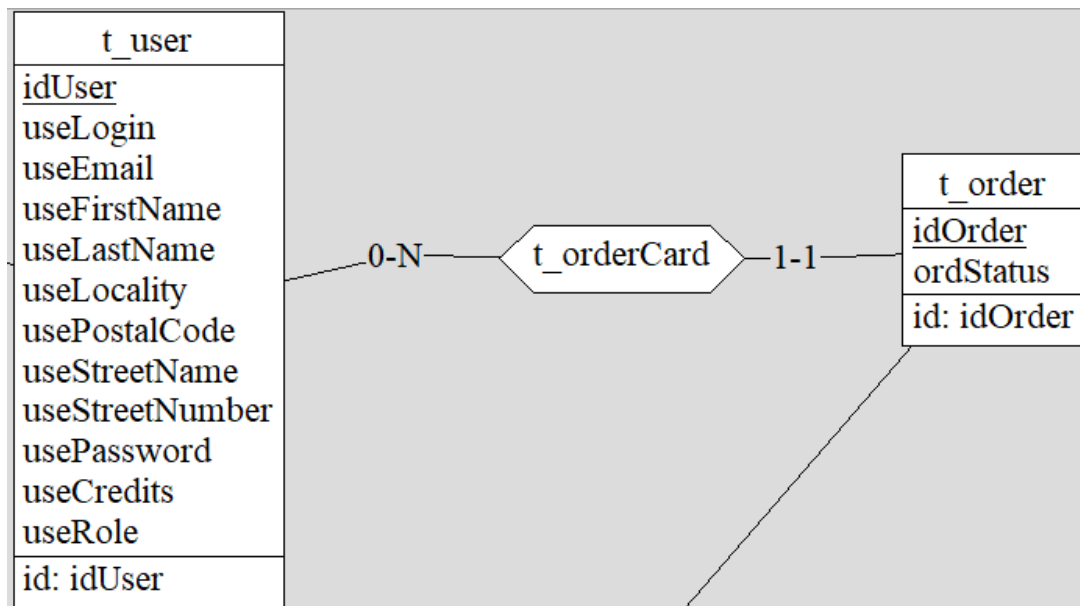 t_user
idUser
useLogin
useEmail
useFirstName
useLastName
useLocality
usePostalCode
useStreetName
useStreetNumber
usePassword
useCredits
useRole
id: idUser
0-N
t_orderCard
1-1
t_order
idOrder
ordStatus
id: idOrder